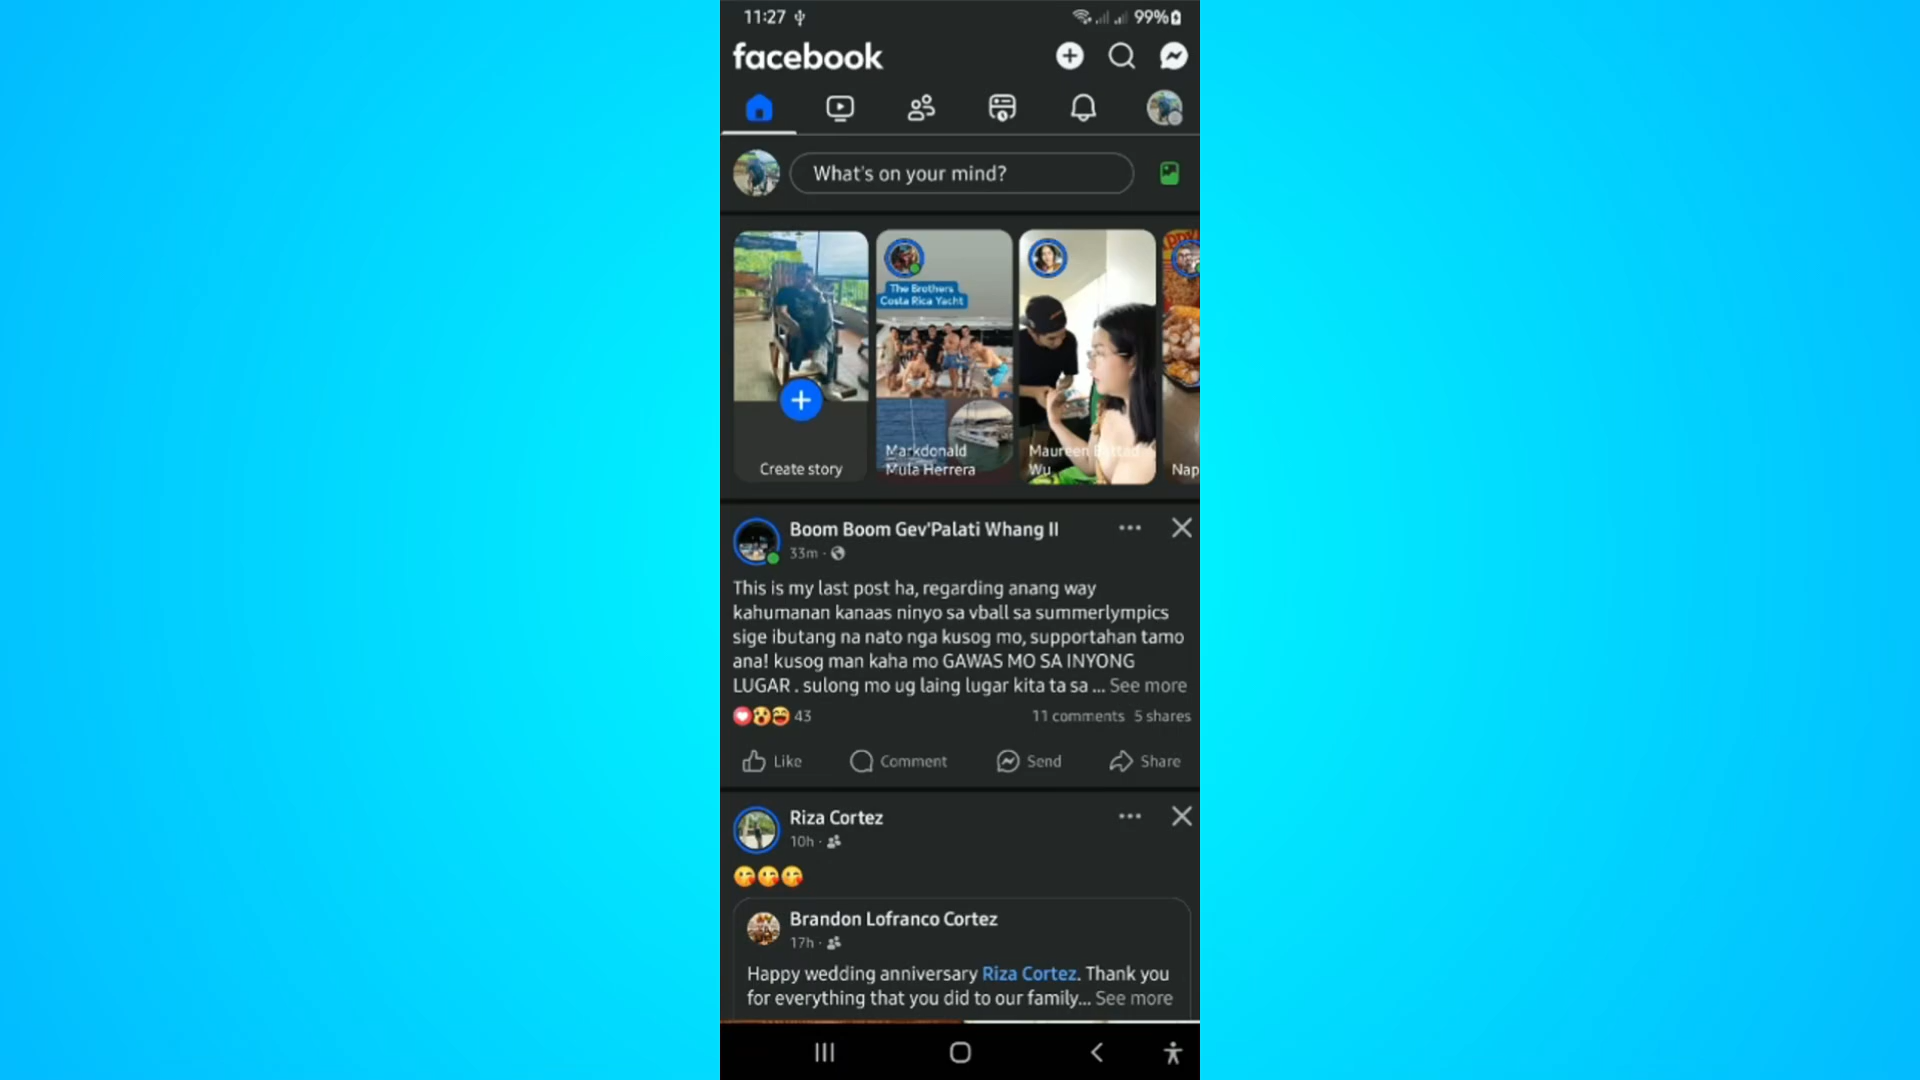 11:27
99%
facebook
What's on your mind?
The Brothers
Costa Rica Yacht
Create story
Markdonald
Mula Herrera
Maureen
Wu
Nap
Boom Boom Gev'Palati Whang II
33m ·
This is my last post ha, regarding anang way
kahumanan kanaas ninyo sa vball sa summerlympics
sige ibutang na nato nga kusog mo, supportahan tamo
ana! kusog man kaha mo GAWAS MO SA INYONG
LUGAR . sulong mo ug laing lugar kita ta sa ... See more
43
11 comments 5 shares
Like Comment Send Share
Riza Cortez
10h ·
Brandon Lofranco Cortez
17h ·
Happy wedding anniversary Riza Cortez. Thank you
for everything that you did to our family... See more